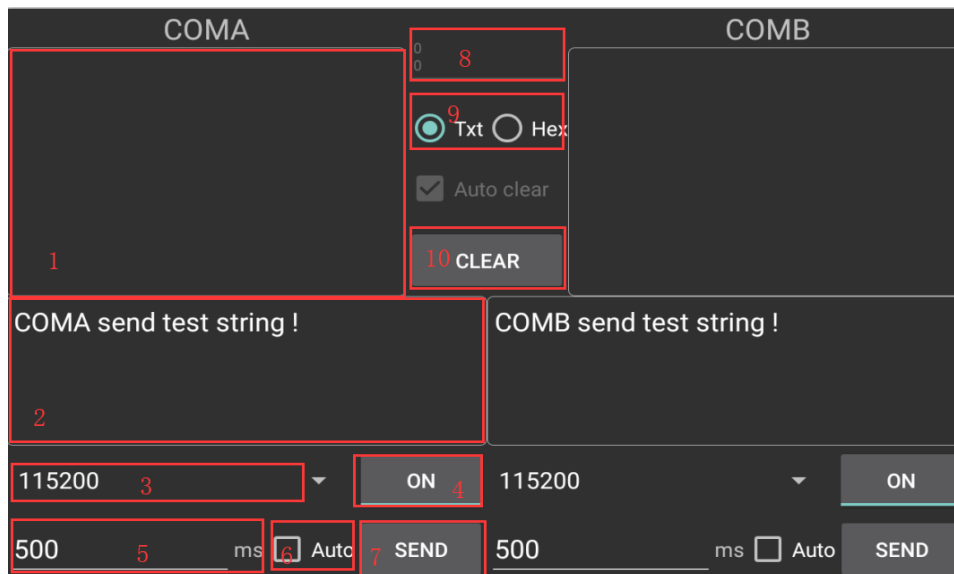 COMA
COMB
0
0
8
9
Txt
Hex
Auto clear
1
10
CLEAR
COMA send test string !
COMB send test string !
2
115200
3
ON
4
115200
ON
500
5
ms
6
Auto
7
SEND
500
ms
Auto
SEND